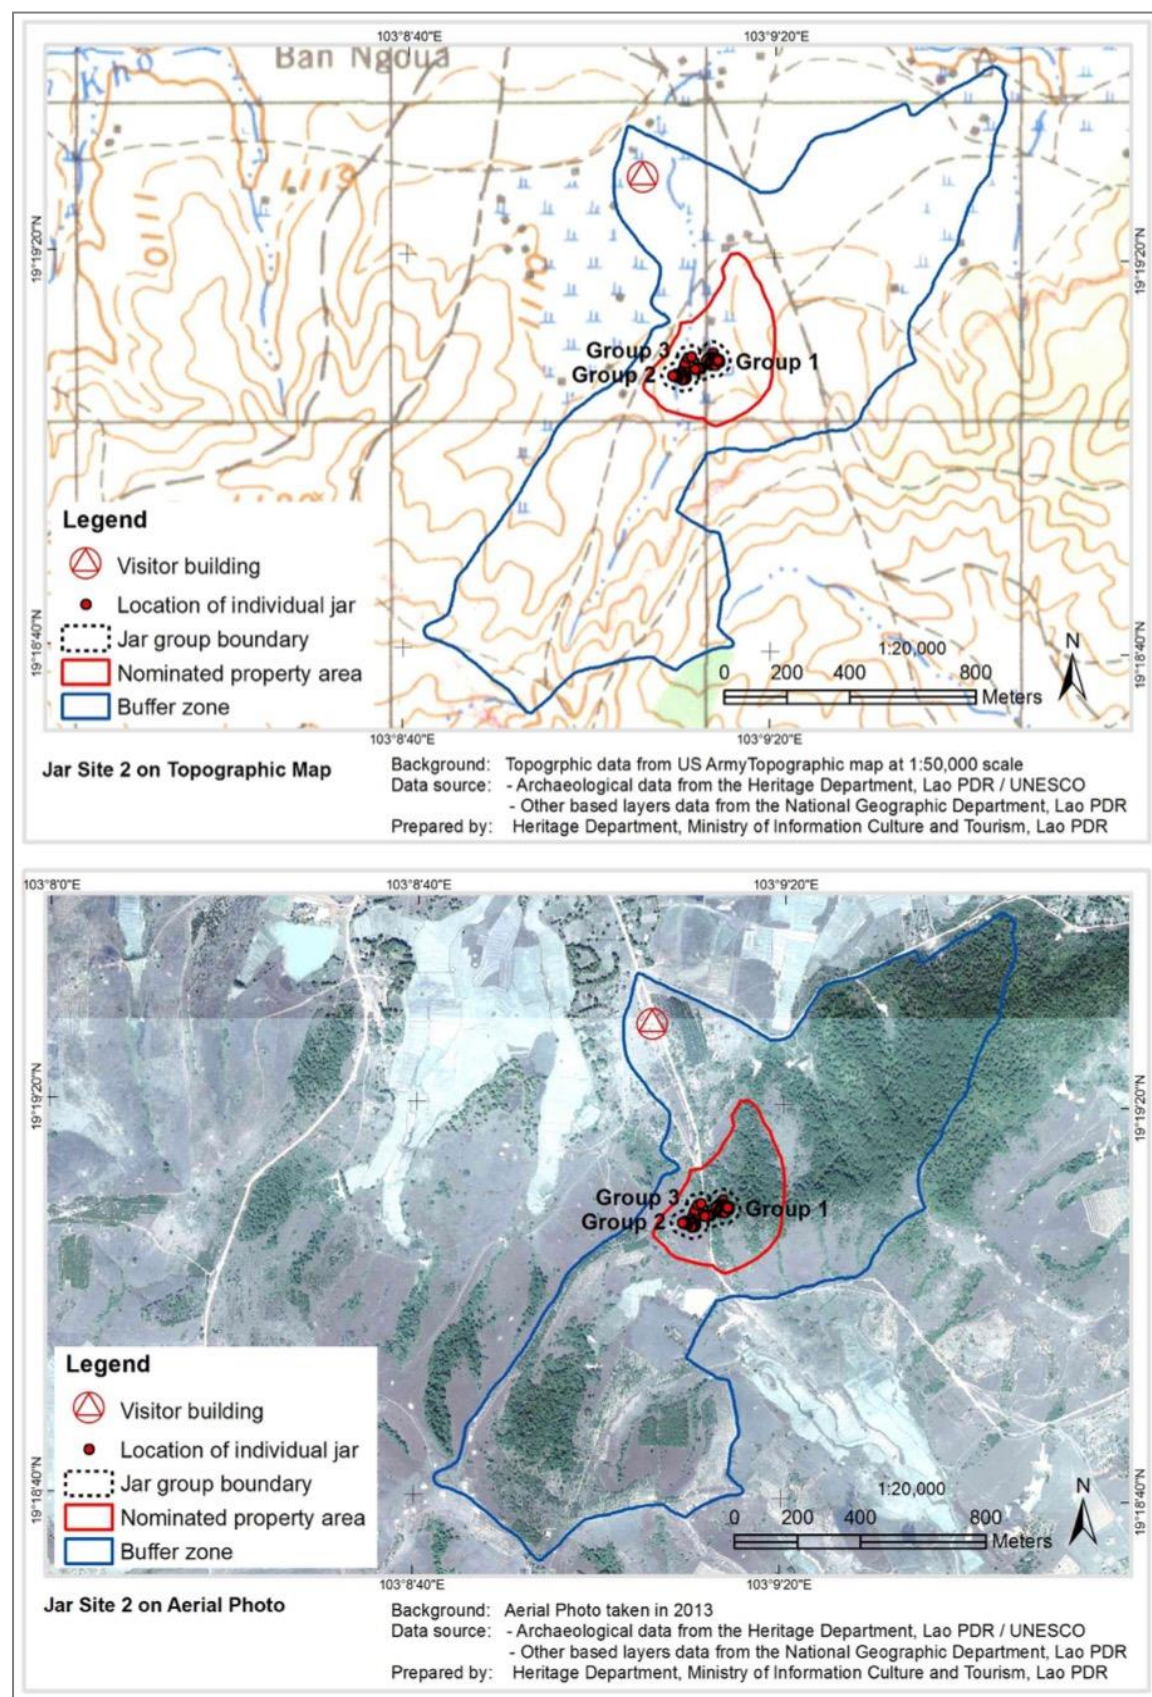 103°8'40"E 103°9'20"E
Ban Ngoua
Kho
1113
1110
1120
19°19'20"N 19°19'20"N
Group 3
Group 2 Group 1
Legend
Visitor building
Location of individual jar
Jar group boundary
Nominated property area
Buffer zone
19°18'40"N 19°18'40"N
N
1:20,000
0 200 400 800
Meters
103°8'40"E 103°9'20"E
Jar Site 2 on Topographic Map
Background: Topogrphic data from US ArmyTopographic map at 1:50,000 scale
Data source: - Archaeological data from the Heritage Department, Lao PDR / UNESCO
- Other based layers data from the National Geographic Department, Lao PDR
Prepared by: Heritage Department, Ministry of Information Culture and Tourism, Lao PDR
103°8'0"E 103°8'40"E 103°9'20"E
19°19'20"N 19°19'20"N
Group 3
Group 2 Group 1
Legend
Visitor building
Location of individual jar
Jar group boundary
Nominated property area
Buffer zone
19°18'40"N 19°18'40"N
N
1:20,000
0 200 400 800
Meters
103°8'40"E 103°9'20"E
Jar Site 2 on Aerial Photo
Background: Aerial Photo taken in 2013
Data source: - Archaeological data from the Heritage Department, Lao PDR / UNESCO
- Other based layers data from the National Geographic Department, Lao PDR
Prepared by: Heritage Department, Ministry of Information Culture and Tourism, Lao PDR